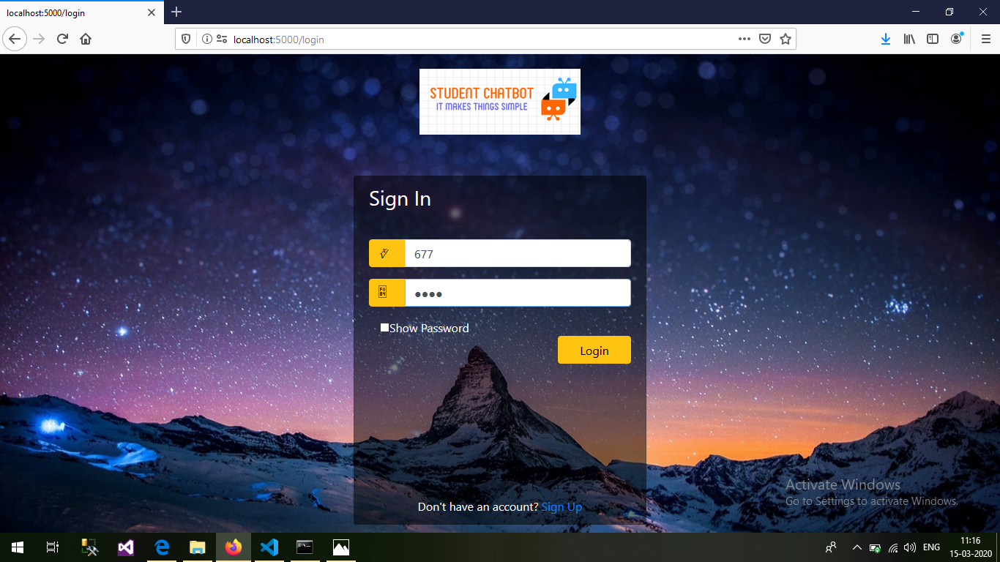 localhost:5000/login
localhost:5000/login
STUDENT CHATBOT
IT MAKES THINGS SIMPLE
Sign In
677
F0
84
Show Password
Login
Don't have an account? Sign Up
Activate Windows
Go to Settings to activate Windows.
ENG
11:16
15-03-2020